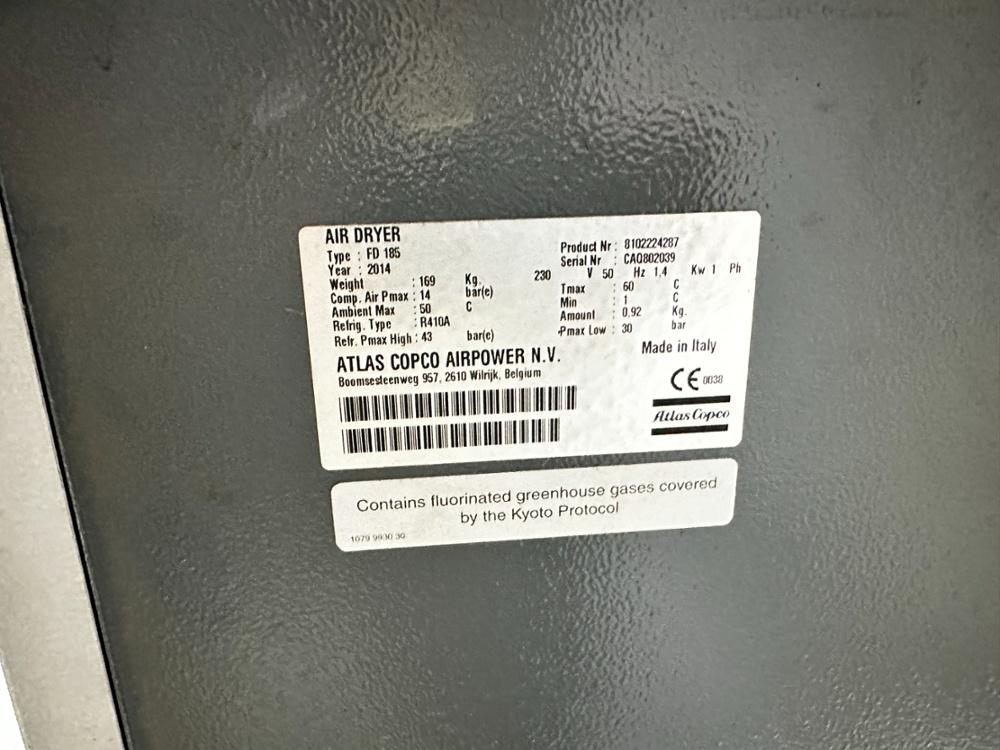 AIR DRYER
Type : FD 185
Year : 2014
Weight : 169 Kg.
Comp. Air Pmax : 14 bar(e)
Ambient Max : 50 C
Refrig. Type : R410A
Refr. Pmax High : 43 bar(e)
Product Nr : 8102224287
Serial Nr : CAQ802039
230 V 50 Hz 1,4 Kw 1 Ph
Tmax : 60 C
Min : 1 C
Amount : 0,92 Kg.
Pmax Low : 30 bar
ATLAS COPCO AIRPOWER N.V.
Boomsesteenweg 957, 2610 Wilrijk, Belgium
Made in Italy
CE 0038
Atlas Copco
Contains fluorinated greenhouse gases covered
by the Kyoto Protocol
1079 9930 30